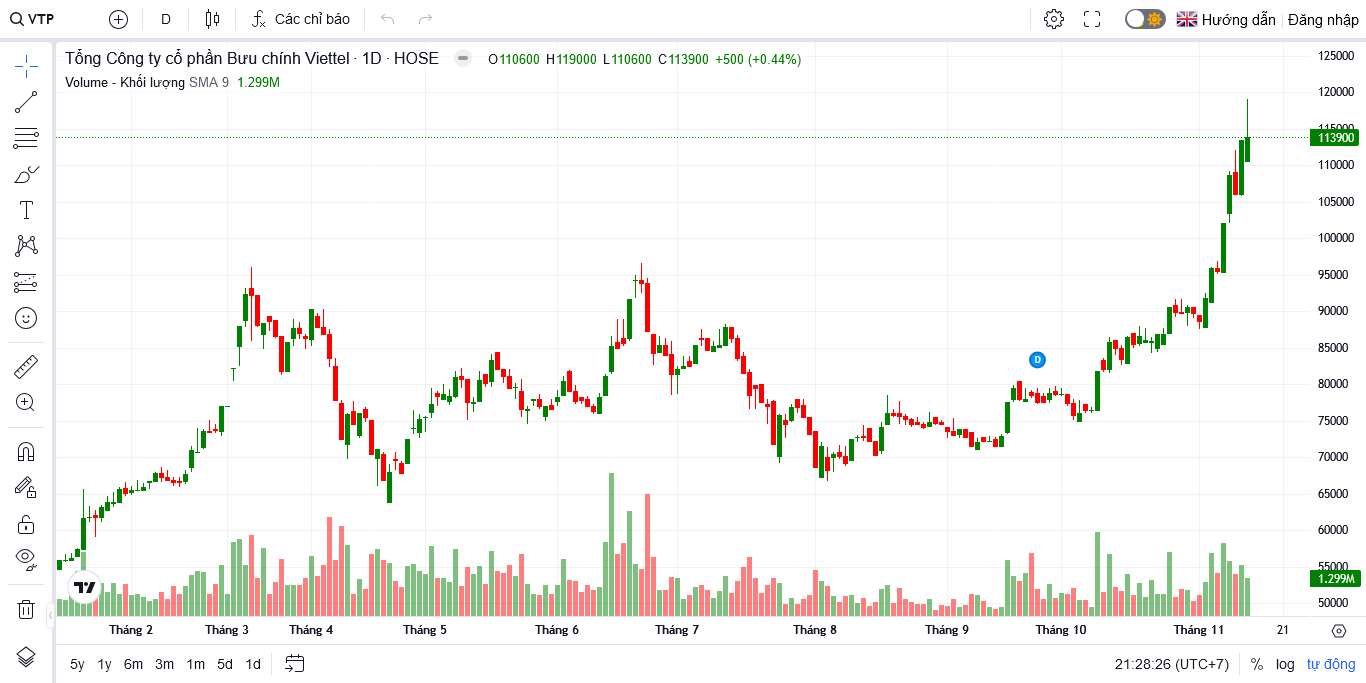 VTP D Các chỉ báo Hướng dẫn Đăng nhập
Tổng Công ty cổ phần Bưu chính Viettel · 1D · HOSE O110600 H119000 L110600 C113900 +500 (+0.44%)
Volume - Khối lượng SMA 9 1.299M
125000
120000
115000
113900
110000
105000
100000
95000
90000
85000
80000
75000
70000
65000
60000
55000
1.299M
50000
D
Tháng 2 Tháng 3 Tháng 4 Tháng 5 Tháng 6 Tháng 7 Tháng 8 Tháng 9 Tháng 10 Tháng 11 21
5y 1y 6m 3m 1m 5d 1d 21:28:26 (UTC+7) % log tự động